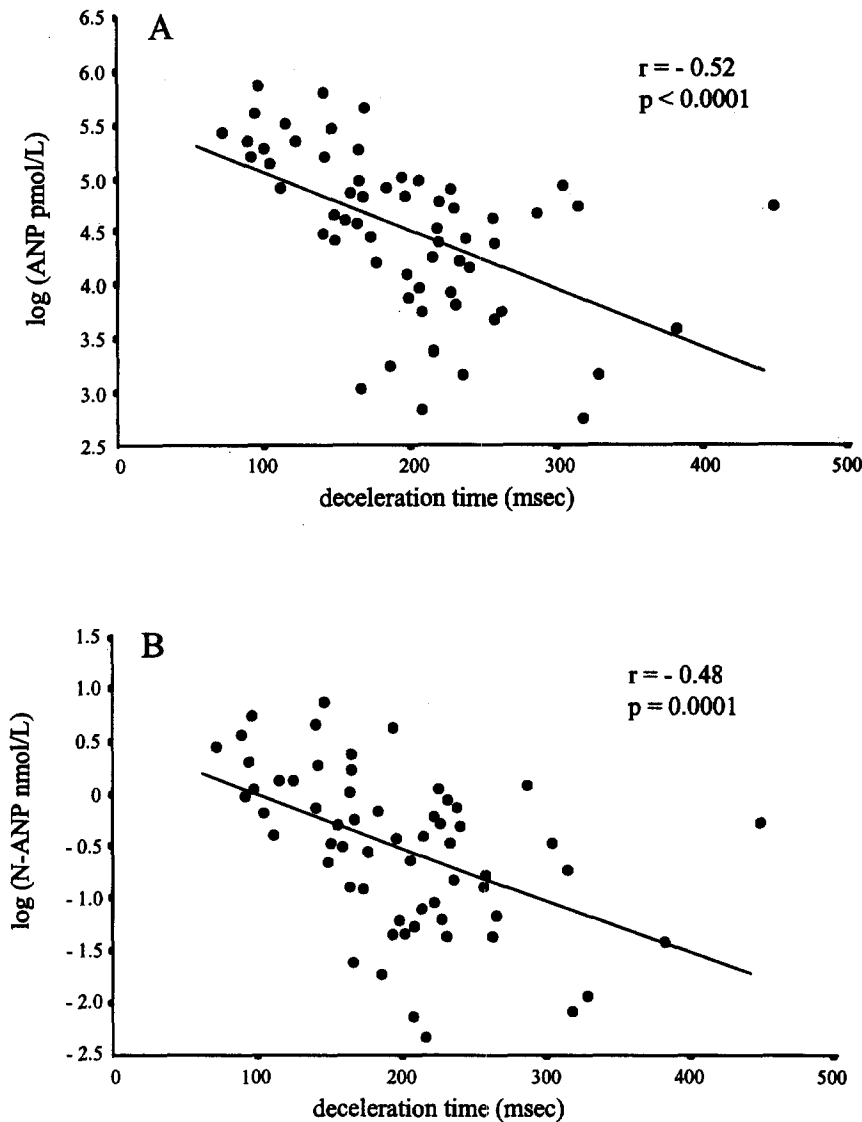 A
r = - 0.52
p < 0.0001
6.5
6.0
5.5
5.0
4.5
4.0
3.5
3.0
2.5
log (ANP pmol/L)
0 100 200 300 400 500
deceleration time (msec)
B
r = - 0.48
p = 0.0001
1.5
1.0
0.5
0
- 0.5
- 1.0
- 1.5
- 2.0
- 2.5
log (N-ANP nmol/L)
0 100 200 300 400 500
deceleration time (msec)